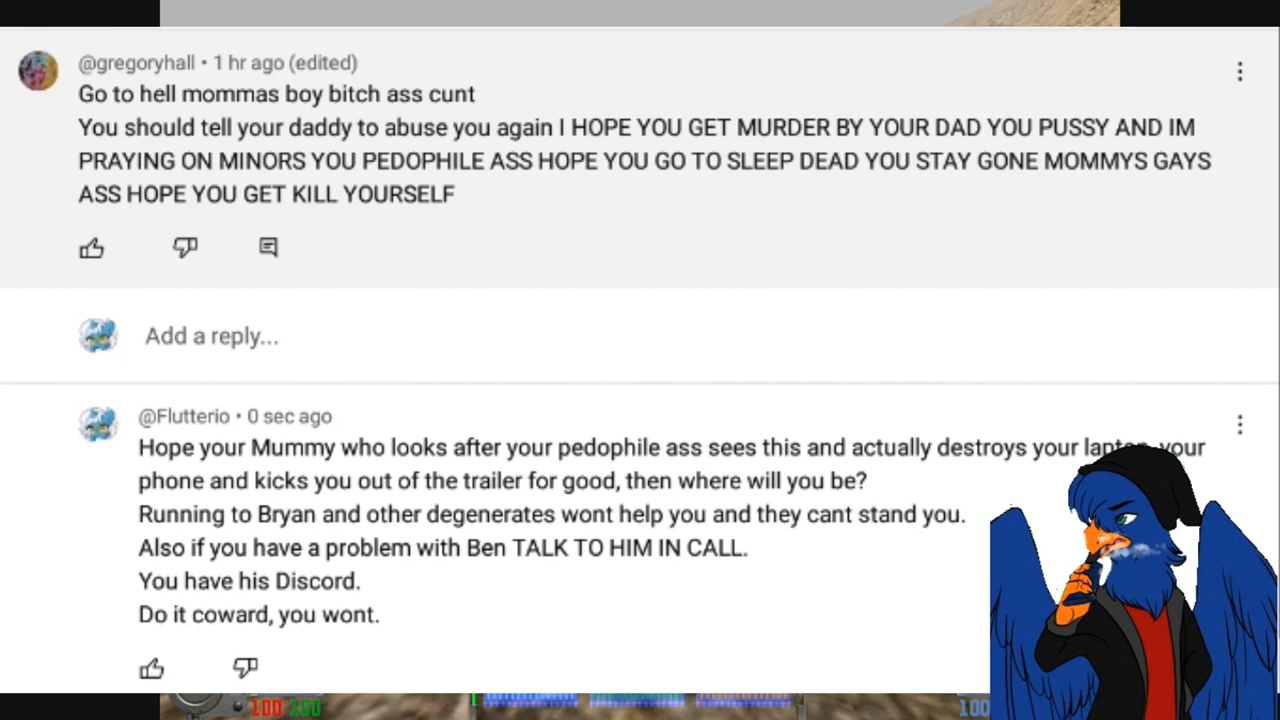 @gregoryhall • 1 hr ago (edited)
Go to hell mommas boy bitch ass cunt
You should tell your daddy to abuse you again I HOPE YOU GET MURDER BY YOUR DAD YOU PUSSY AND IM
PRAYING ON MINORS YOU PEDOPHILE ASS HOPE YOU GO TO SLEEP DEAD YOU STAY GONE MOMMYS GAYS
ASS HOPE YOU GET KILL YOURSELF
Add a reply...
@Flutterio • 0 sec ago
Hope your Mummy who looks after your pedophile ass sees this and actually destroys your laptop, your
phone and kicks you out of the trailer for good, then where will you be?
Running to Bryan and other degenerates wont help you and they cant stand you.
Also if you have a problem with Ben TALK TO HIM IN CALL.
You have his Discord.
Do it coward, you wont.
100 100 100